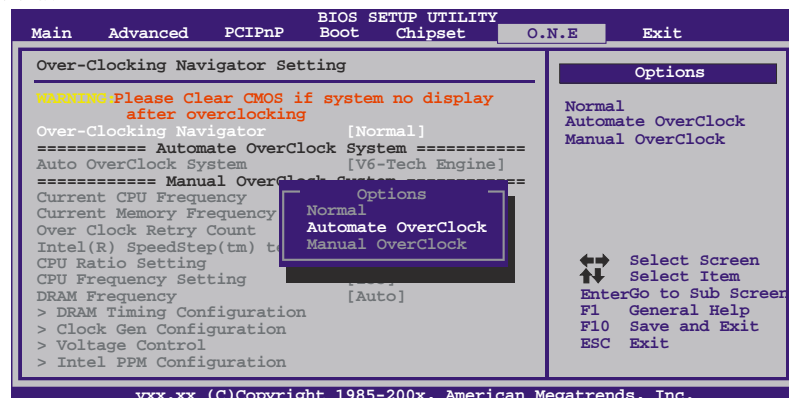 BIOS SETUP UTILITY
Main Advanced PCIPnP Boot Chipset O.N.E Exit
Over-Clocking Navigator Setting
WARNING:Please Clear CMOS if system no display
after overclocking
Over-Clocking Navigator [Normal]
=========== Automate OverClock System ===========
Auto OverClock System [V6-Tech Engine]
============ Manual OverClock System ============
Current CPU Frequency
Current Memory Frequency
Over Clock Retry Count
Intel(R) SpeedStep(tm)
CPU Ratio Setting
CPU Frequency Setting
DRAM Frequency [Auto]
> DRAM Timing Configuration
> Clock Gen Configuration
> Voltage Control
> Intel PPM Configuration
Options
Normal
Automate OverClock
Manual OverClock
Options
Normal
Automate OverClock
Manual OverClock
Select Screen
Select Item
EnterGo to Sub Screen
F1 General Help
F10 Save and Exit
ESC Exit
vxx.xx (C)Copyright 1985-200x, American Megatrends, Inc.